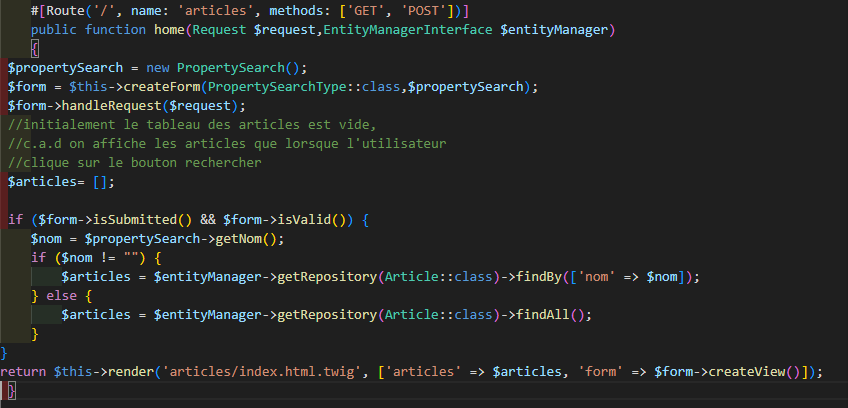 #[Route('/', name: 'articles', methods: ['GET', 'POST'])]
public function home(Request $request,EntityManagerInterface $entityManager)
{
$propertySearch = new PropertySearch();
$form = $this->createForm(PropertySearchType::class,$propertySearch);
$form->handleRequest($request);
//initialement le tableau des articles est vide,
//c.a.d on affiche les articles que lorsque l'utilisateur
//clique sur le bouton rechercher
$articles= [];
if ($form->isSubmitted() && $form->isValid()) {
$nom = $propertySearch->getNom();
if ($nom != "") {
$articles = $entityManager->getRepository(Article::class)->findBy(['nom' => $nom]);
} else {
$articles = $entityManager->getRepository(Article::class)->findAll();
}
}
return $this->render('articles/index.html.twig', ['articles' => $articles, 'form' => $form->createView()]);
}